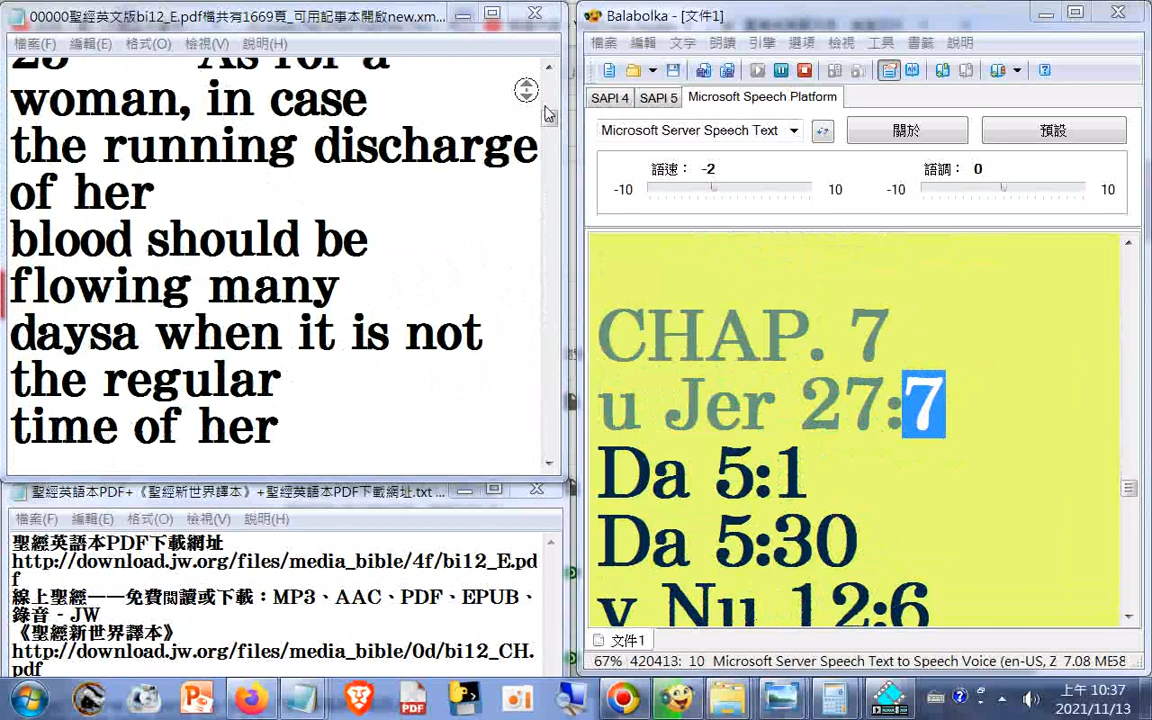 00000聖經英文版bi12_E.pdf檔共有1669頁_可用記事本開啟new.xm...
檔案(F) 編輯(E) 格式(O) 檢視(V) 說明(H)
25 As for a
woman, in case
the running discharge
of her
blood should be
flowing many
daysa when it is not
the regular
time of her
聖經英語本PDF+《聖經新世界譯本》+聖經英語本PDF下載網址.txt ...
檔案(F) 編輯(E) 格式(O) 檢視(V) 說明(H)
聖經英語本PDF下載網址
http://download.jw.org/files/media_bible/4f/bi12_E.pd
f
線上聖經——免費閱讀或下載：MP3、AAC、PDF、EPUB、
錄音 - JW
《聖經新世界譯本》
http://download.jw.org/files/media_bible/0d/bi12_CH.
pdf
Balabolka - [文件1]
檔案 編輯 文字 朗讀 引擎 選項 檢視 工具 書籤 說明
SAPI 4 SAPI 5 Microsoft Speech Platform
Microsoft Server Speech Text 關於 預設
語速： -2 語調： 0
-10 10 -10 10
CHAP. 7
u Jer 27:7
Da 5:1
Da 5:30
v Nu 12:6
文件1
67% 420413: 10 Microsoft Server Speech Text to Speech Voice (en-US, Z 7.08 ME58
上午 10:37
2021/11/13